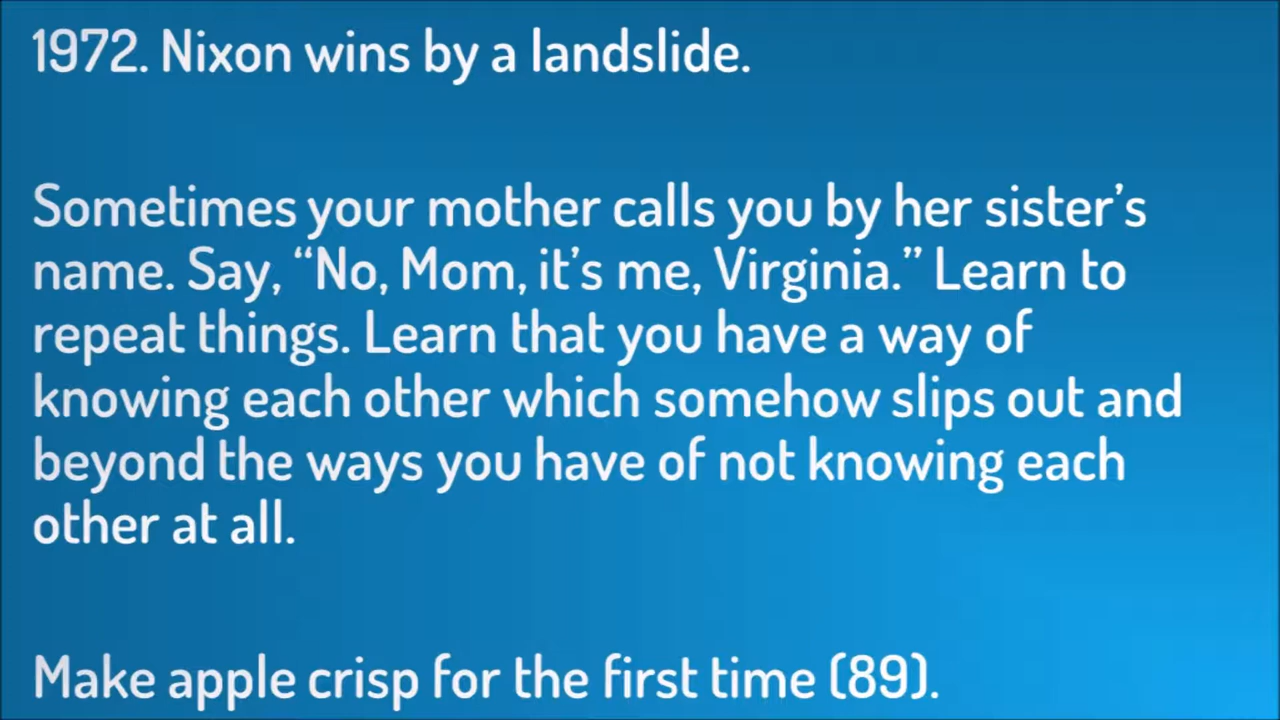 1972. Nixon wins by a landslide.
Sometimes your mother calls you by her sister’s
name. Say, “No, Mom, it’s me, Virginia.” Learn to
repeat things. Learn that you have a way of
knowing each other which somehow slips out and
beyond the ways you have of not knowing each
other at all.
Make apple crisp for the first time (89).